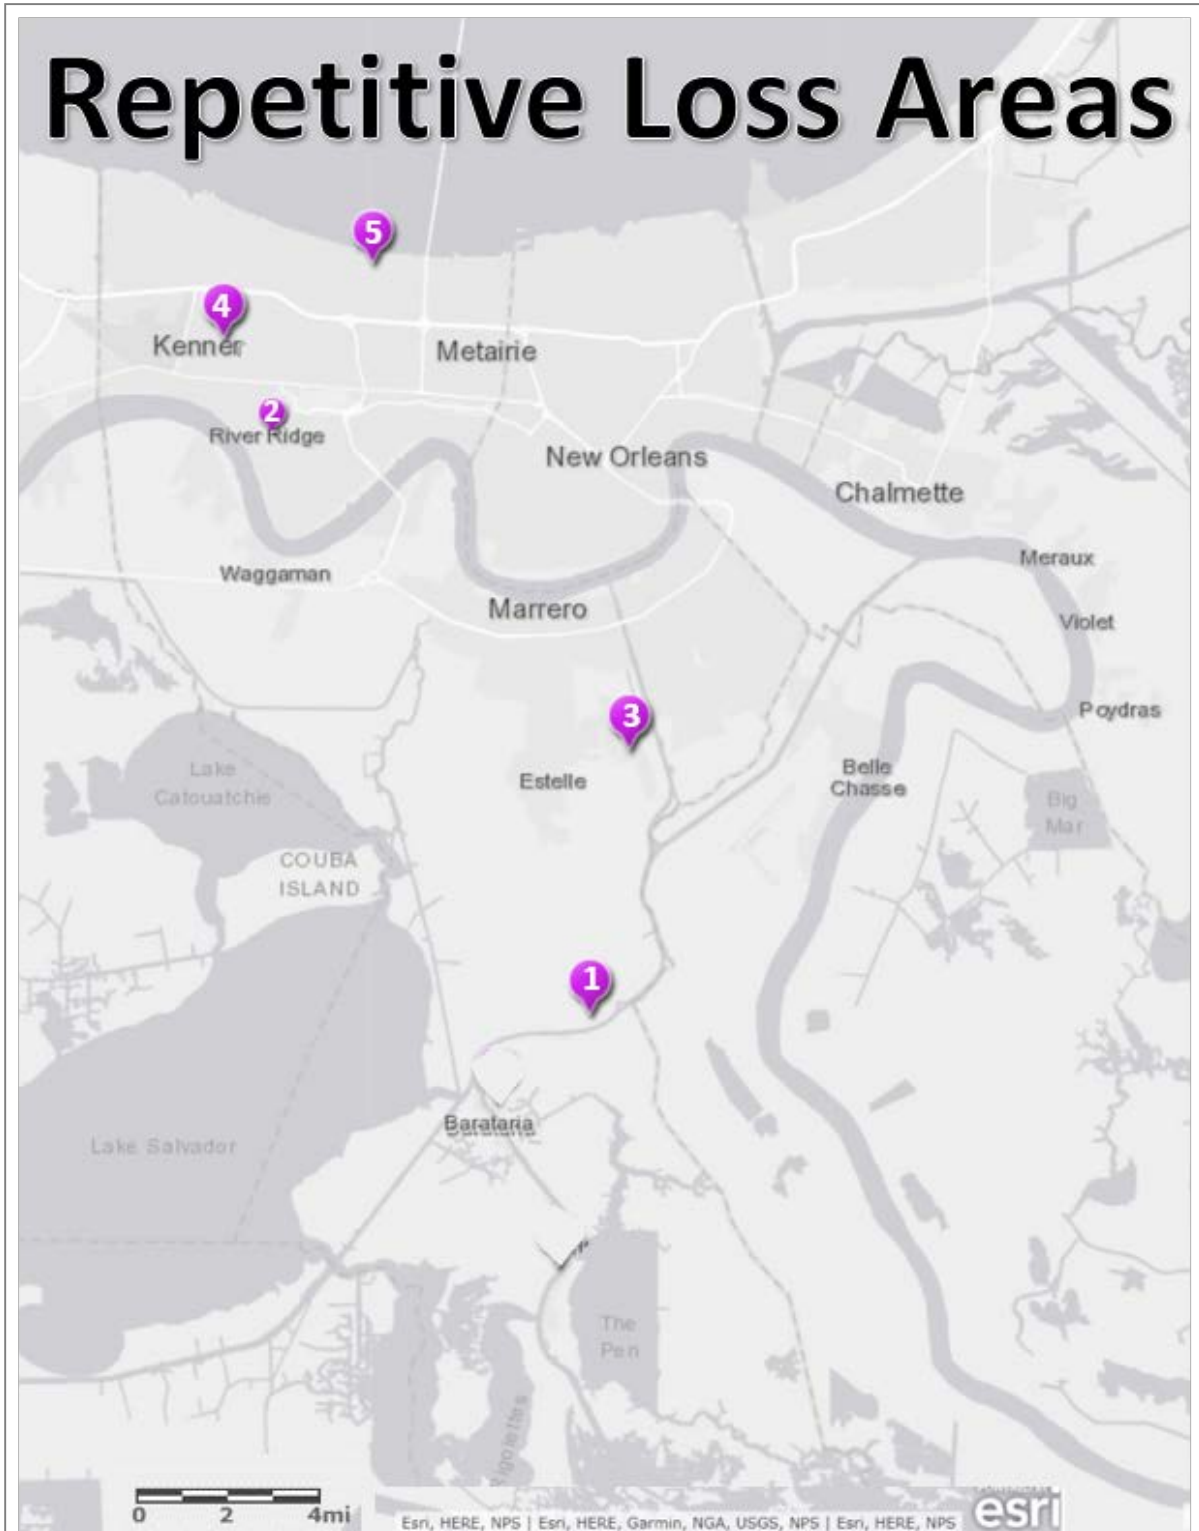 Repetitive Loss Areas
5
4
Kenner
Metairie
2
River Ridge
New Orleans
Chalmette
Meraux
Waggaman
Marrero
Violet
3
Poydras
Lake
Catouatchie
Estelle
Belle
Chasse
Big
Mar
COUBA
ISLAND
1
Barataria
Lake Salvador
The
Pen
0 2 4mi
Esri, HERE, NPS | Esri, HERE, Garmin, NGA, USGS, NPS | Esri, HERE, NPS
esri